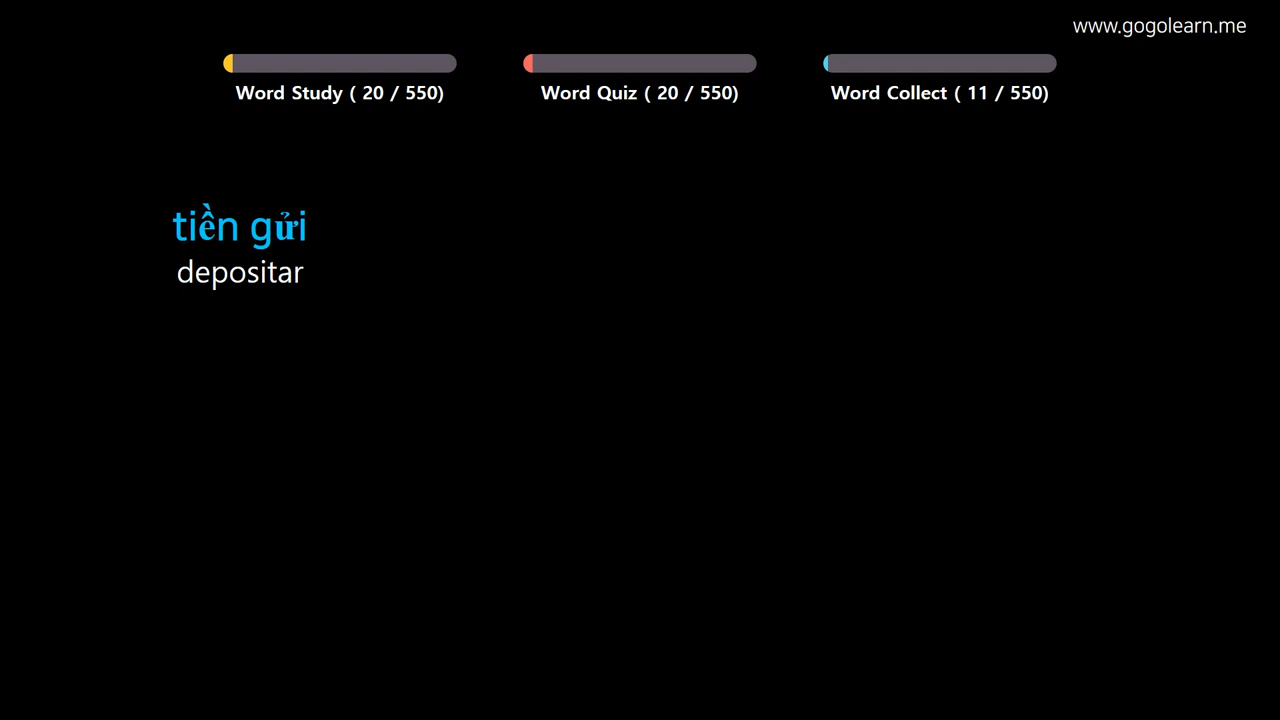 www.gogolearn.me
Word Study ( 20 / 550)
Word Quiz ( 20 / 550)
Word Collect ( 11 / 550)
tiền gửi
depositar